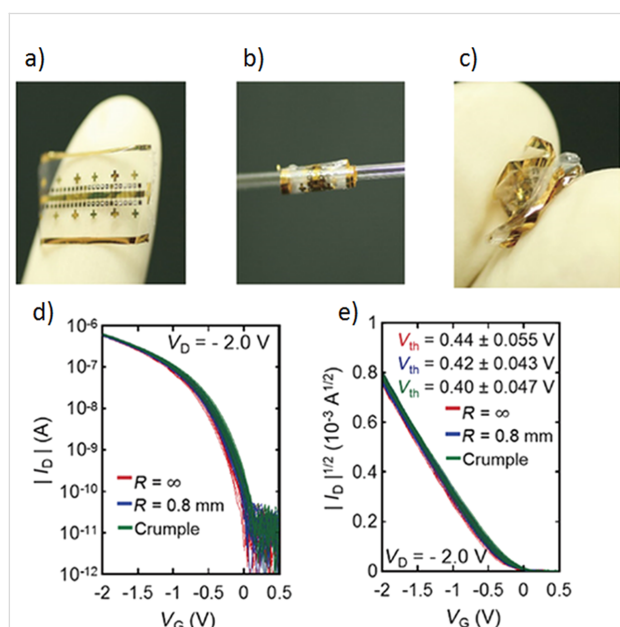 a)
b)
c)
d)
10⁻⁶
10⁻⁷
10⁻⁸
10⁻⁹
10⁻¹⁰
10⁻¹¹
10⁻¹²
| I_D | (A)
V_D = - 2.0 V
R = ∞
R = 0.8 mm
Crumple
-2
-1.5
-1
-0.5
0
0.5
V_G (V)
e)
1
0.8
0.6
0.4
0.2
0
| I_D |^1/2 (10⁻³ A^1/2)
V_th = 0.44 ± 0.055 V
V_th = 0.42 ± 0.043 V
V_th = 0.40 ± 0.047 V
R = ∞
R = 0.8 mm
Crumple
V_D = - 2.0 V
-2
-1.5
-1
-0.5
0
0.5
V_G (V)